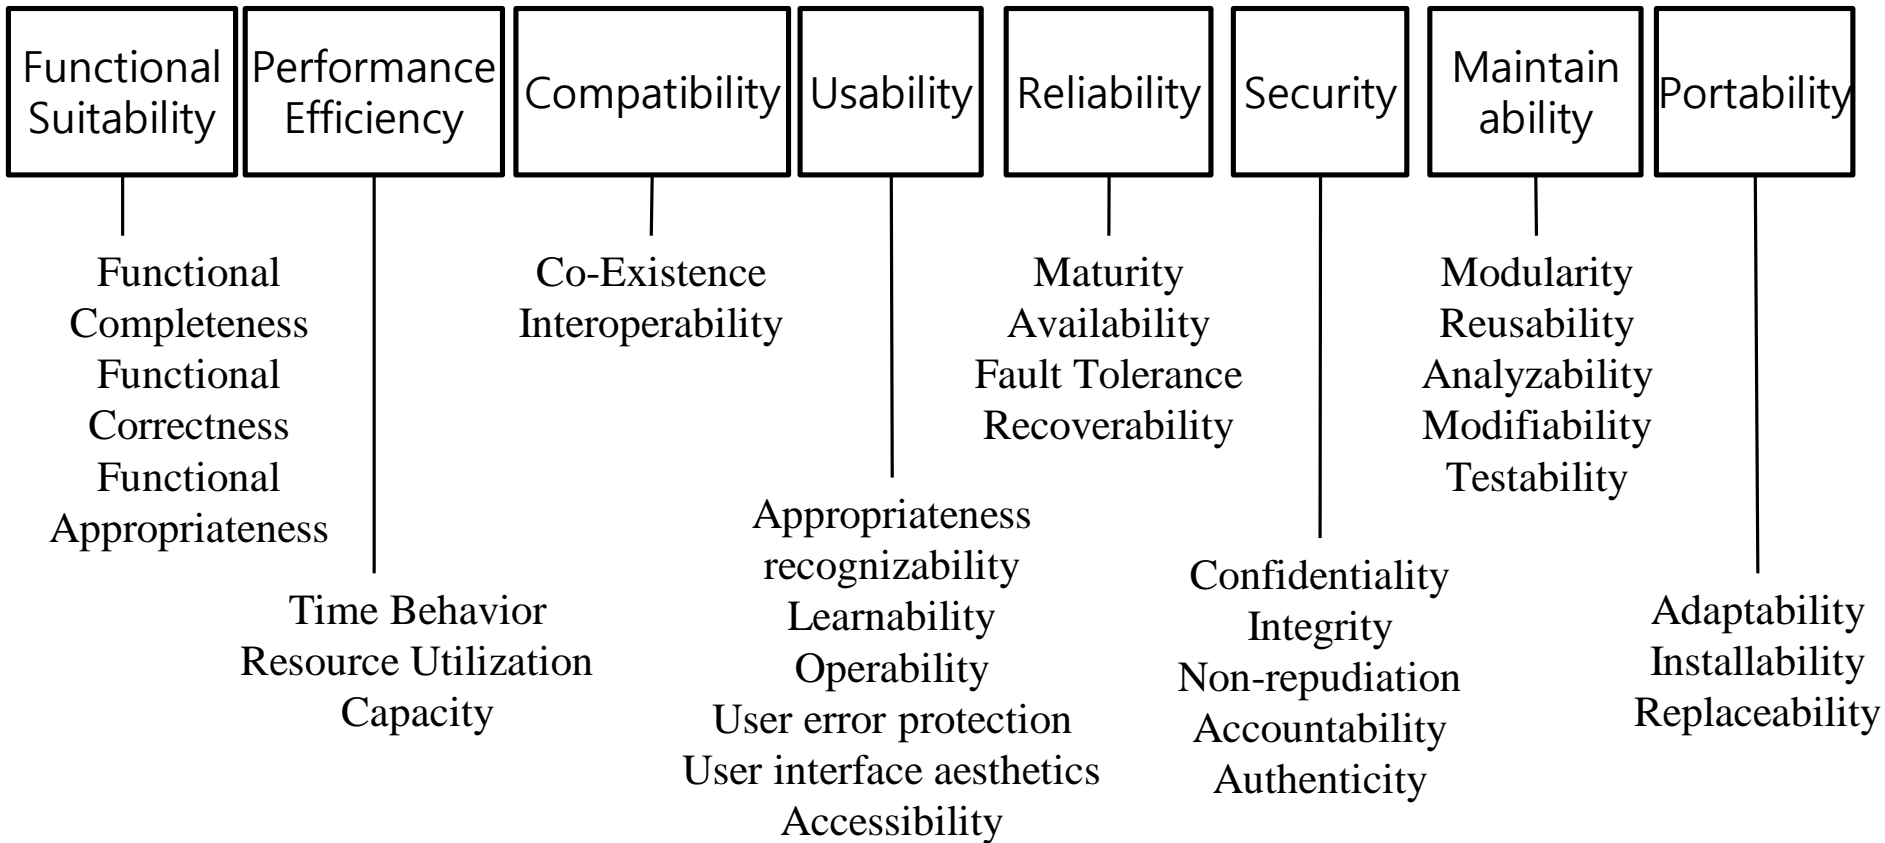 Functional
Suitability
Performance
Efficiency
Compatibility
Usability
Reliability
Security
Maintain
ability
Portability
Functional
Completeness
Functional
Correctness
Functional
Appropriateness
Time Behavior
Resource Utilization
Capacity
Co-Existence
Interoperability
Appropriateness
recognizability
Learnability
Operability
User error protection
User interface aesthetics
Accessibility
Maturity
Availability
Fault Tolerance
Recoverability
Confidentiality
Integrity
Non-repudiation
Accountability
Authenticity
Modularity
Reusability
Analyzability
Modifiability
Testability
Adaptability
Installability
Replaceability